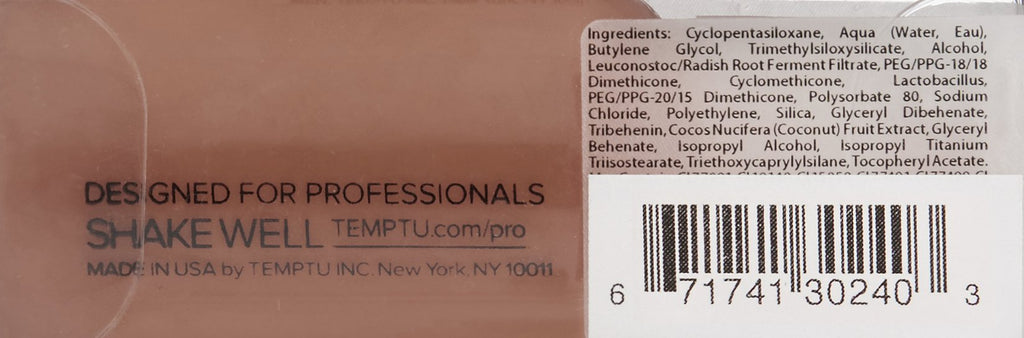 DESIGNED FOR PROFESSIONALS
SHAKE WELL TEMPTU.com/pro
MADE IN USA by TEMPTU INC. New York, NY 10011
Ingredients: Cyclopentasiloxane, Aqua (Water, Eau),
Butylene Glycol, Trimethylsiloxysilicate, Alcohol,
Leuconostoc/Radish Root Ferment Filtrate, PEG/PPG-18/18
Dimethicone, Cyclomethicone, Lactobacillus,
PEG/PPG-20/15 Dimethicone, Polysorbate 80, Sodium
Chloride, Polyethylene, Silica, Glyceryl Dibehenate,
Tribehenin, Cocos Nucifera (Coconut) Fruit Extract, Glyceryl
Behenate, Isopropyl Alcohol, Isopropyl Titanium
Triisostearate, Triethoxycaprylylsilane, Tocopheryl Acetate.
6 71741 30240 3